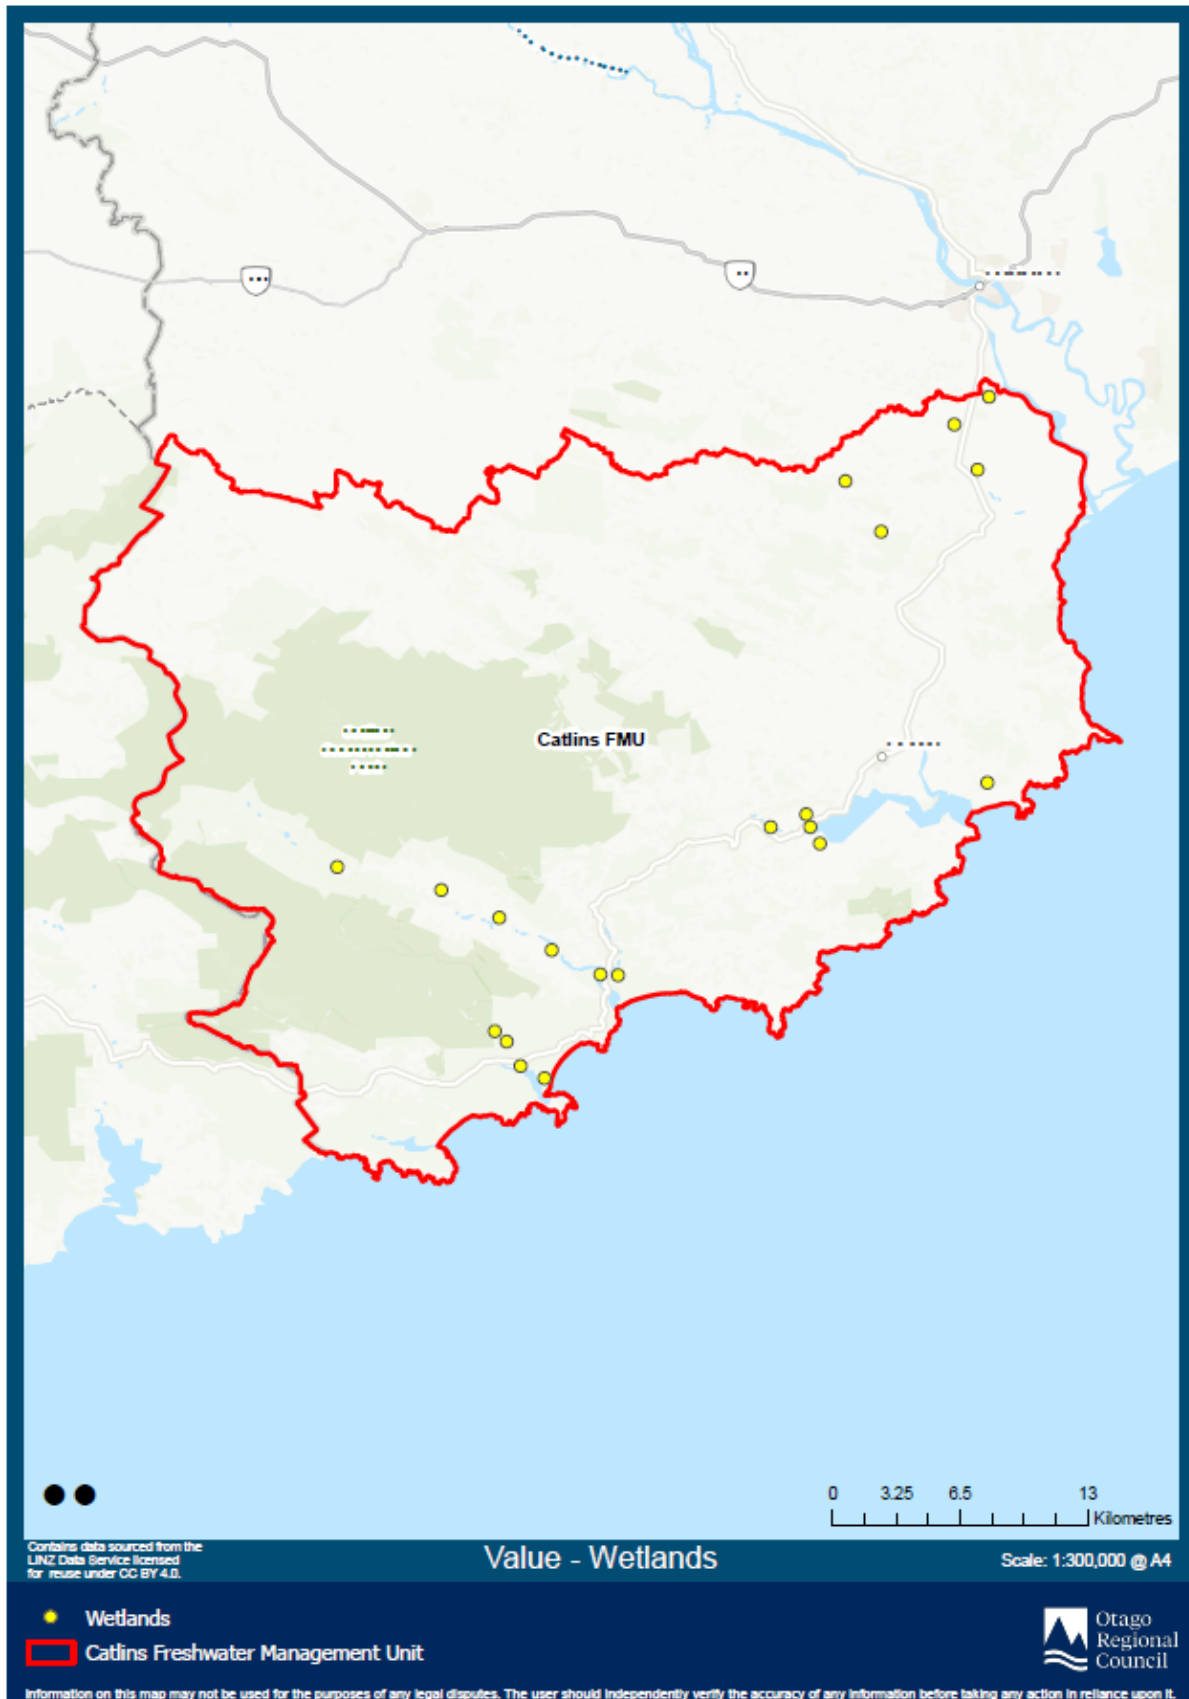 Catlins FMU
0 3.25 6.5 13
Kilometres
Contains data sourced from the
LINZ Data Service licensed
for reuse under CC BY 4.0.
Value - Wetlands
Scale: 1:300,000 @ A4
Wetlands
Catlins Freshwater Management Unit
Otago
Regional
Council
Information on this map may not be used for the purposes of any legal disputes. The user should independently verify the accuracy of any information before taking any action in reliance upon it.